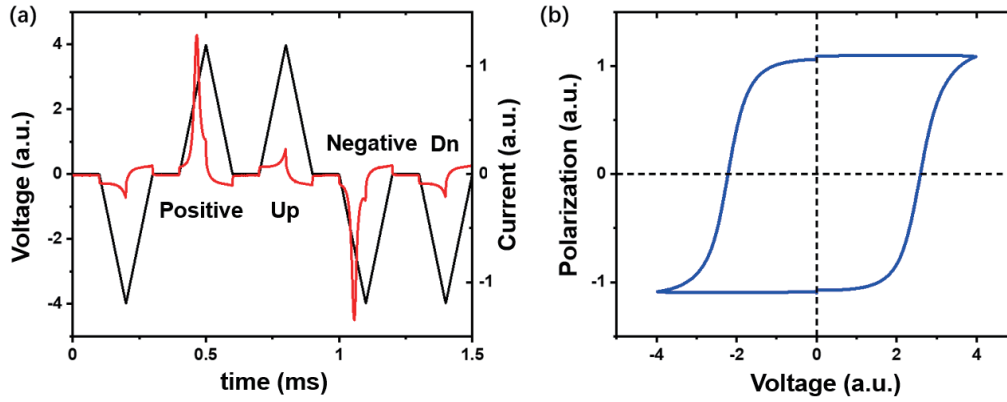 (a)
Voltage (a.u.)
4
2
0
-2
-4
Positive
Up
Negative Dn
1
0
-1
Current (a.u.)
0
0.5
1
1.5
time (ms)
(b)
Polarization (a.u.)
1
0
-1
-4
-2
0
2
4
Voltage (a.u.)